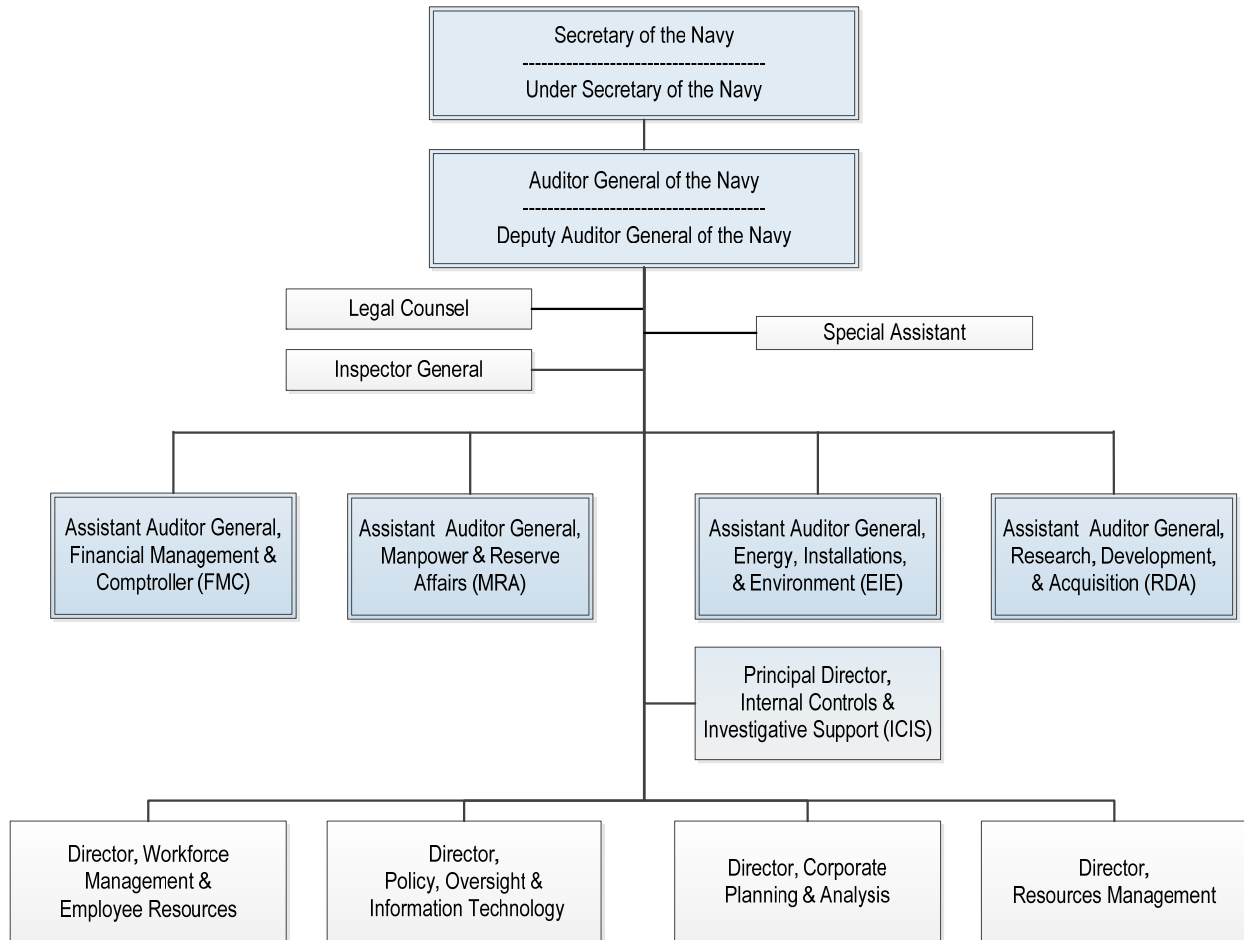 Secretary of the Navy
----------------------------------------
Under Secretary of the Navy
Auditor General of the Navy
----------------------------------------
Deputy Auditor General of the Navy
Legal Counsel
Special Assistant
Inspector General
Assistant Auditor General,
Financial Management &
Comptroller (FMC)
Assistant Auditor General,
Manpower & Reserve
Affairs (MRA)
Assistant Auditor General,
Energy, Installations,
& Environment (EIE)
Assistant Auditor General,
Research, Development,
& Acquisition (RDA)
Principal Director,
Internal Controls &
Investigative Support (ICIS)
Director, Workforce
Management &
Employee Resources
Director,
Policy, Oversight &
Information Technology
Director, Corporate
Planning & Analysis
Director,
Resources Management